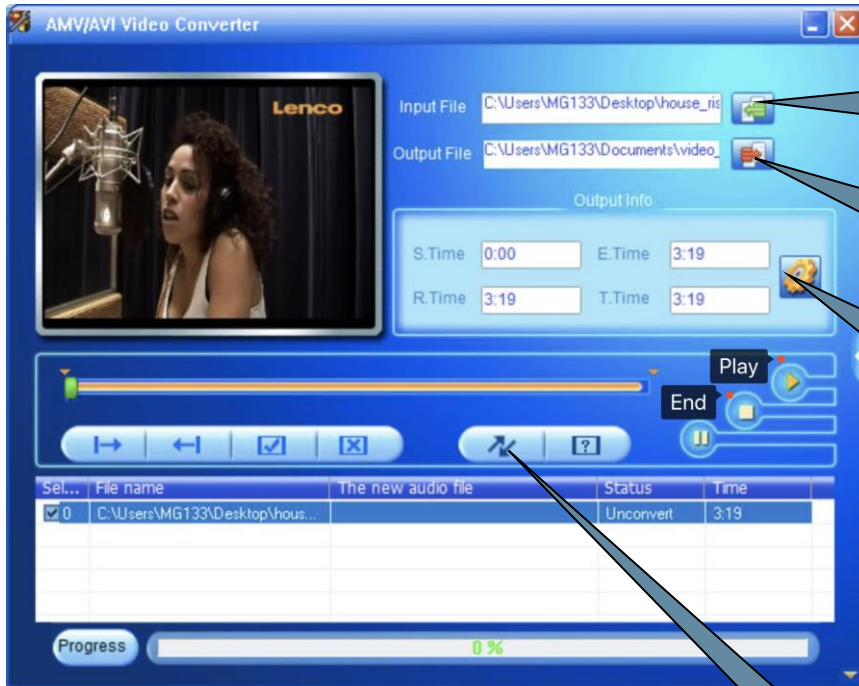 AMV/AVI Video Converter
Lenco
Input File C:\Users\MG133\Desktop\house_ris
Output File C:\Users\MG133\Documents\video_
Output Info
S.Time 0:00 E.Time 3:19
R.Time 3:19 T.Time 3:19
Play
End
Sel... File name The new audio file Status Time
0 C:\Users\MG133\Desktop\hous... Unconvert 3:19
Progress 0 %